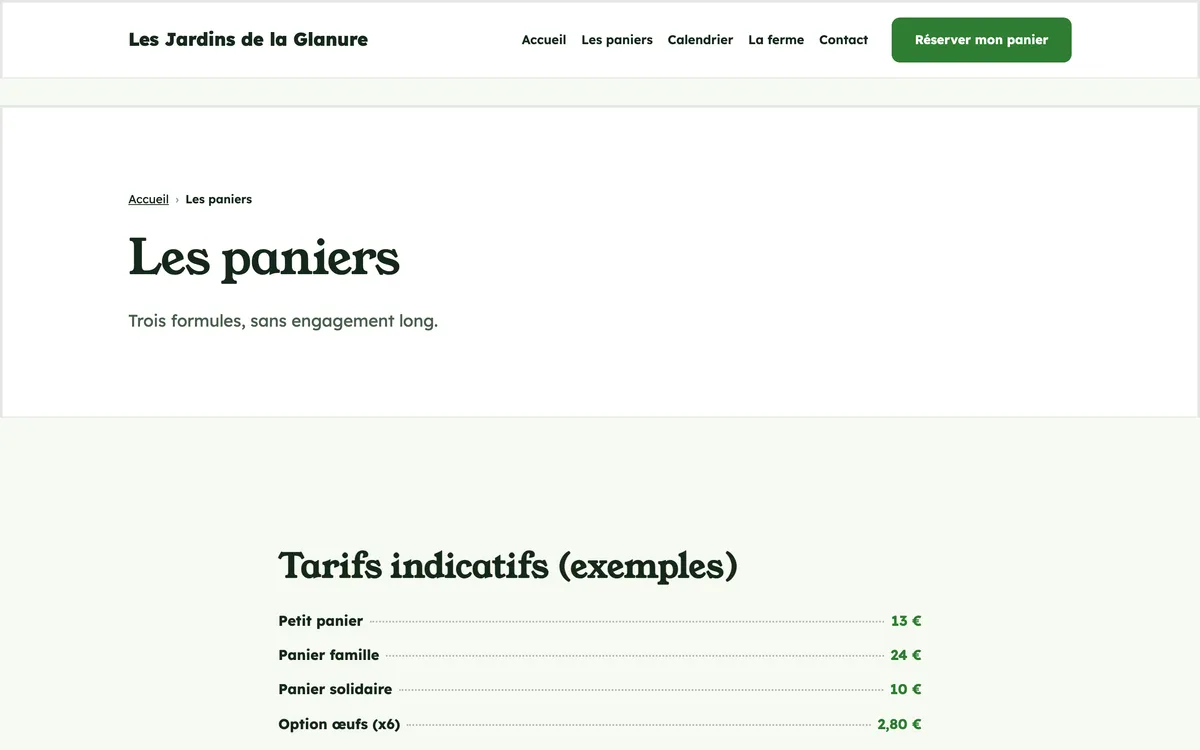 Les Jardins de la Glanure
Accueil Les paniers Calendrier La ferme Contact Réserver mon panier
Accueil › Les paniers
Les paniers
Trois formules, sans engagement long.
Tarifs indicatifs (exemples)
Petit panier 13 €
Panier famille 24 €
Panier solidaire 10 €
Option œufs (x6) 2,80 €